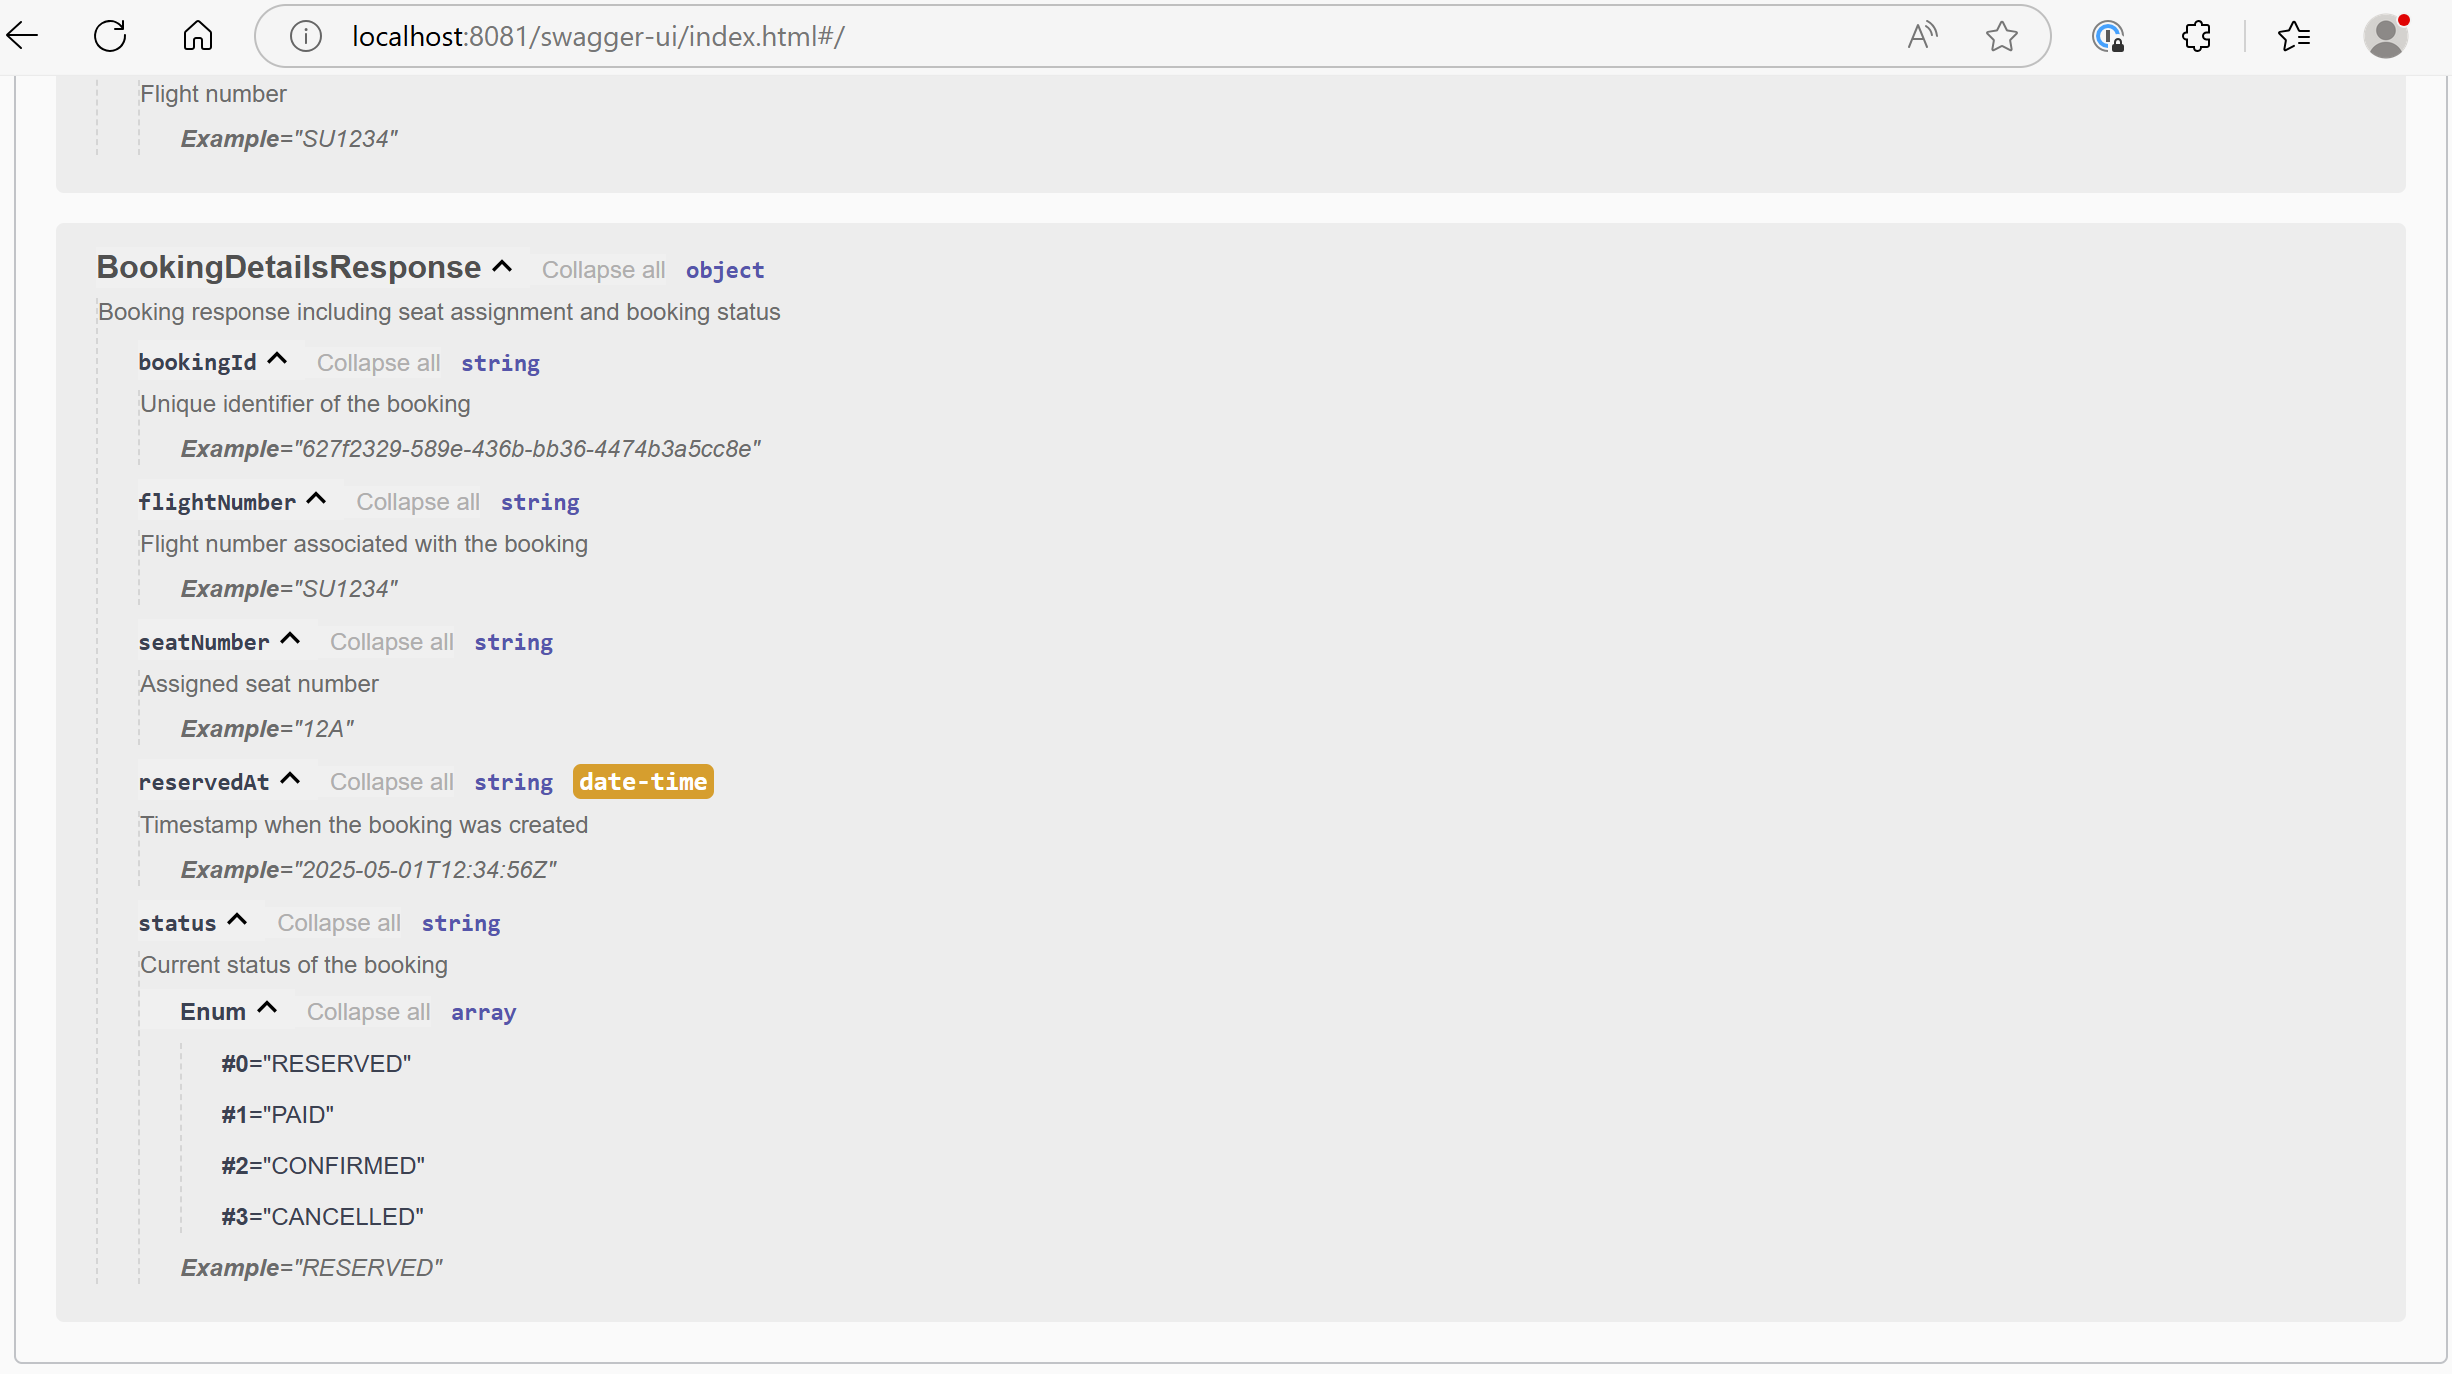 localhost:8081/swagger-ui/index.html#/
Flight number
Example="SU1234"
BookingDetailsResponse Collapse all object
Booking response including seat assignment and booking status
bookingId Collapse all string
Unique identifier of the booking
Example="627f2329-589e-436b-bb36-4474b3a5cc8e"
flightNumber Collapse all string
Flight number associated with the booking
Example="SU1234"
seatNumber Collapse all string
Assigned seat number
Example="12A"
reservedAt Collapse all string date-time
Timestamp when the booking was created
Example="2025-05-01T12:34:56Z"
status Collapse all string
Current status of the booking
Enum Collapse all array
#0="RESERVED"
#1="PAID"
#2="CONFIRMED"
#3="CANCELLED"
Example="RESERVED"